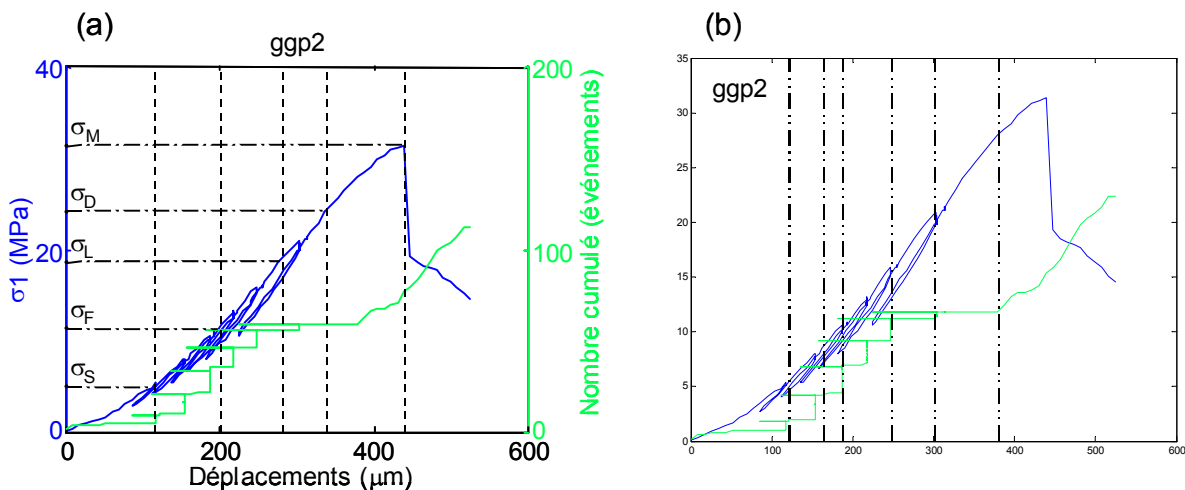 (a)
ggp2
40
20
0
σ1 (MPa)
σM
σD
σL
σF
σS
200
100
0
Nombre cumulé (événements)
0
200
400
600
Déplacements (μm)
(b)
ggp2
35
30
25
20
15
10
5
0
0
100
200
300
400
500
600